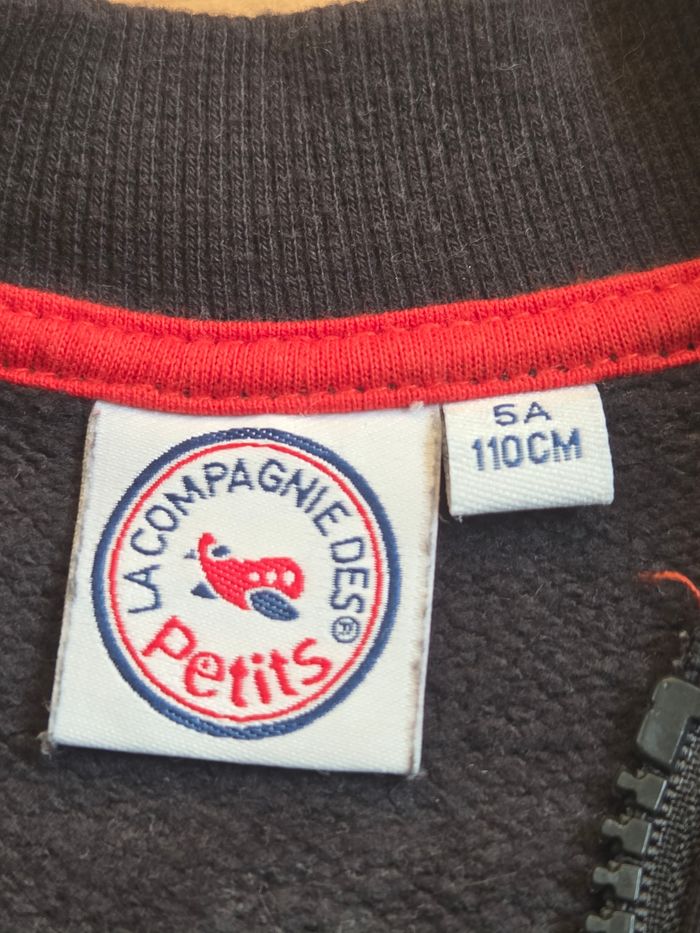 LA COMPAGNIE DES®
Petits
5A
110CM